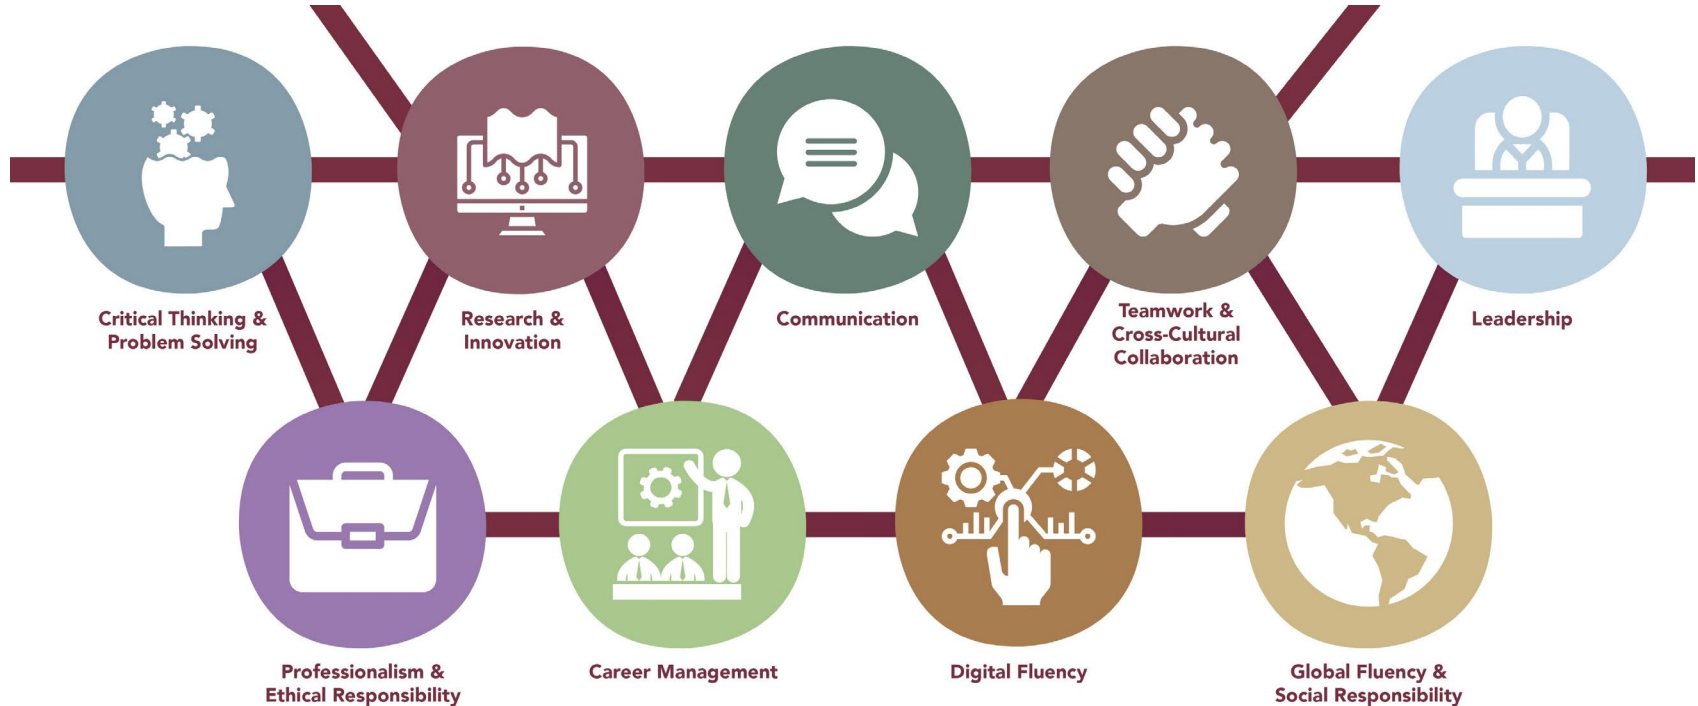 Critical Thinking &
Problem Solving
Research &
Innovation
Communication
Teamwork &
Cross-Cultural
Collaboration
Leadership
Professionalism &
Ethical Responsibility
Career Management
Digital Fluency
Global Fluency &
Social Responsibility